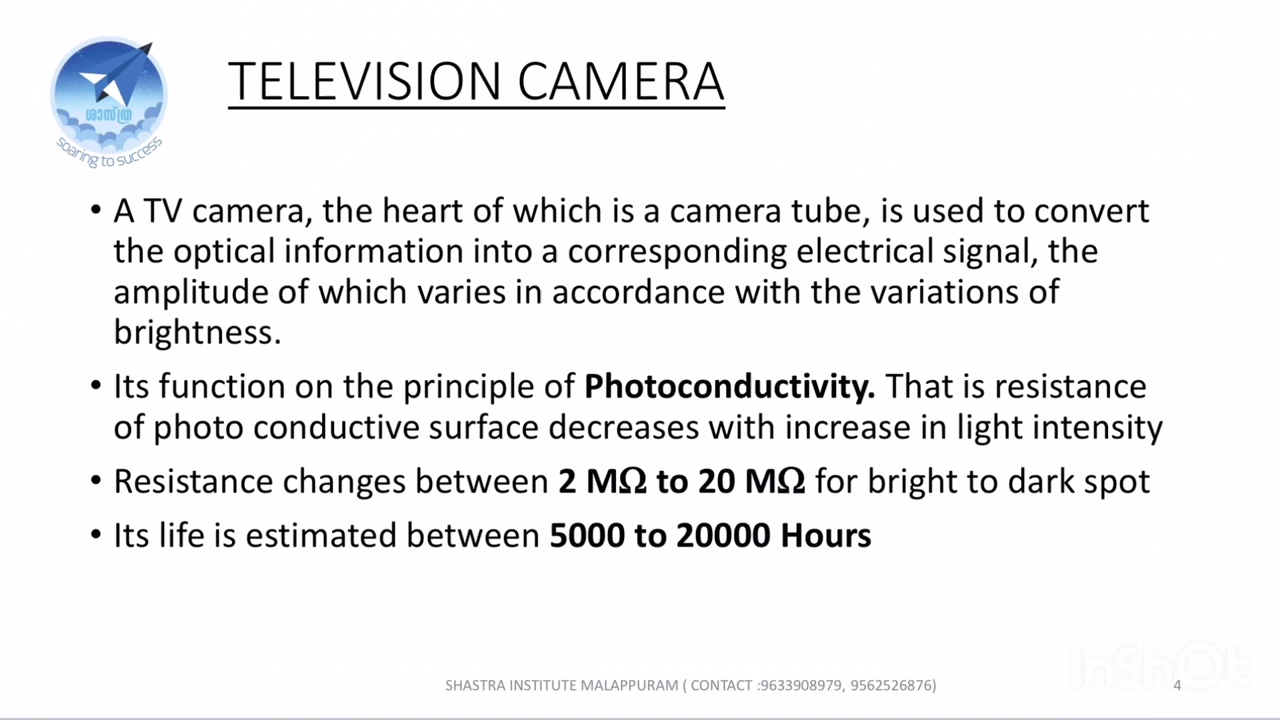 ശാസ്ത്ര
soaring to success
TELEVISION CAMERA
• A TV camera, the heart of which is a camera tube, is used to convert
the optical information into a corresponding electrical signal, the
amplitude of which varies in accordance with the variations of
brightness.
• Its function on the principle of Photoconductivity. That is resistance
of photo conductive surface decreases with increase in light intensity
• Resistance changes between 2 MΩ to 20 MΩ for bright to dark spot
• Its life is estimated between 5000 to 20000 Hours
SHASTRA INSTITUTE MALAPPURAM ( CONTACT :9633908979, 9562526876)
4
InShOt